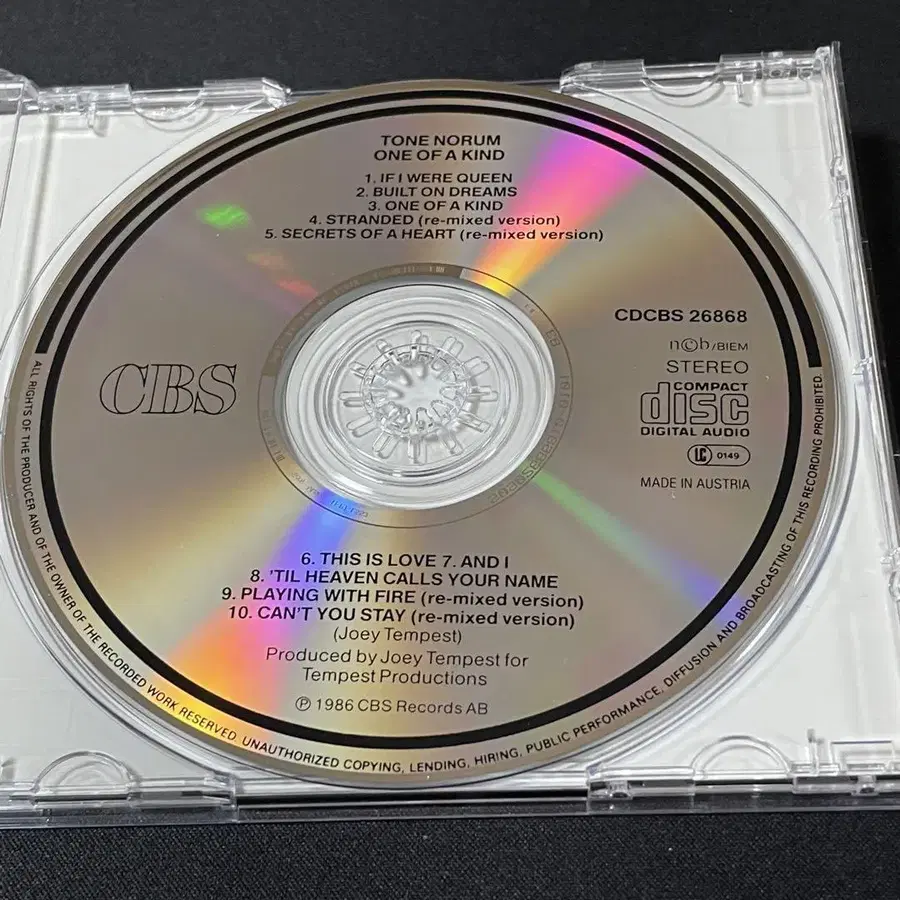 TONE NORUM
ONE OF A KIND
1. IF I WERE QUEEN
2. BUILT ON DREAMS
3. ONE OF A KIND
4. STRANDED (re-mixed version)
5. SECRETS OF A HEART (re-mixed version)
CBS
CDCBS 26868
n©b/BIEM
STEREO
COMPACT
disc
DIGITAL AUDIO
LC 0149
MADE IN AUSTRIA
6. THIS IS LOVE 7. AND I
8. 'TIL HEAVEN CALLS YOUR NAME
9. PLAYING WITH FIRE (re-mixed version)
10. CAN'T YOU STAY (re-mixed version)
(Joey Tempest)
Produced by Joey Tempest for
Tempest Productions
℗ 1986 CBS Records AB
ALL RIGHTS OF THE PRODUCER AND OF THE OWNER OF THE RECORDED WORK RESERVED. UNAUTHORIZED COPYING, LENDING, HIRING, PUBLIC PERFORMANCE, DIFFUSION AND BROADCASTING OF THIS RECORDING PROHIBITED.